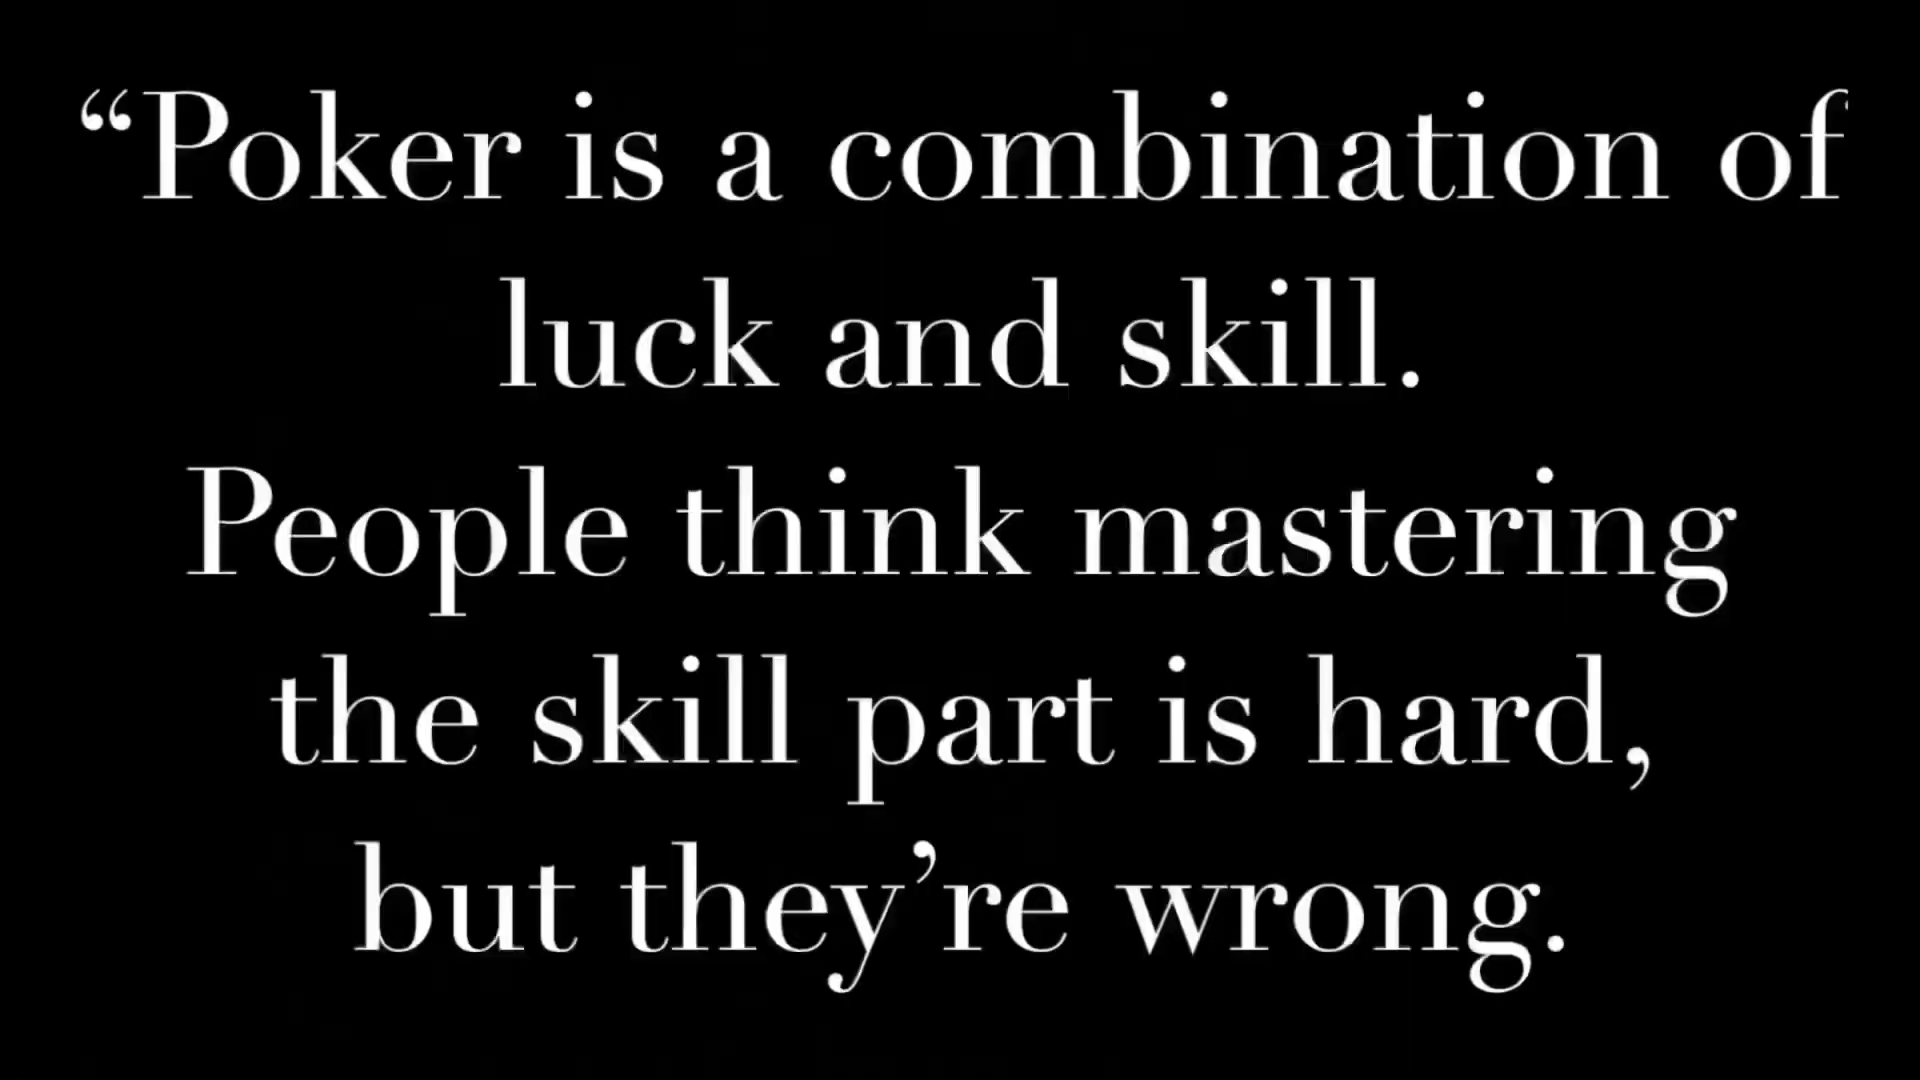 “Poker is a combination of
luck and skill.
People think mastering
the skill part is hard,
but they’re wrong.